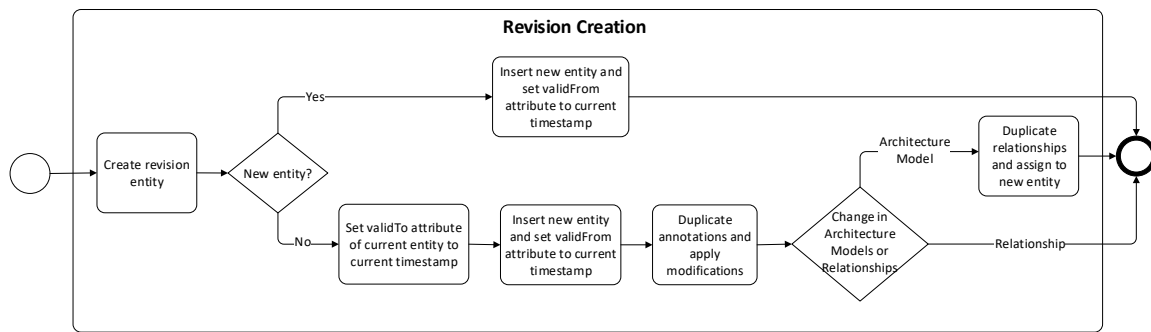 Revision Creation
Insert new entity and
set validFrom
attribute to current
timestamp
Yes
Create revision
entity
New entity?
No
Set validTo attribute
of current entity to
current timestamp
Insert new entity
and set validFrom
attribute to current
timestamp
Duplicate
annotations and
apply
modifications
Change in
Architecture
Models or
Relationships
Architecture
Model
Duplicate
relationships
and assign to
new entity
Relationship